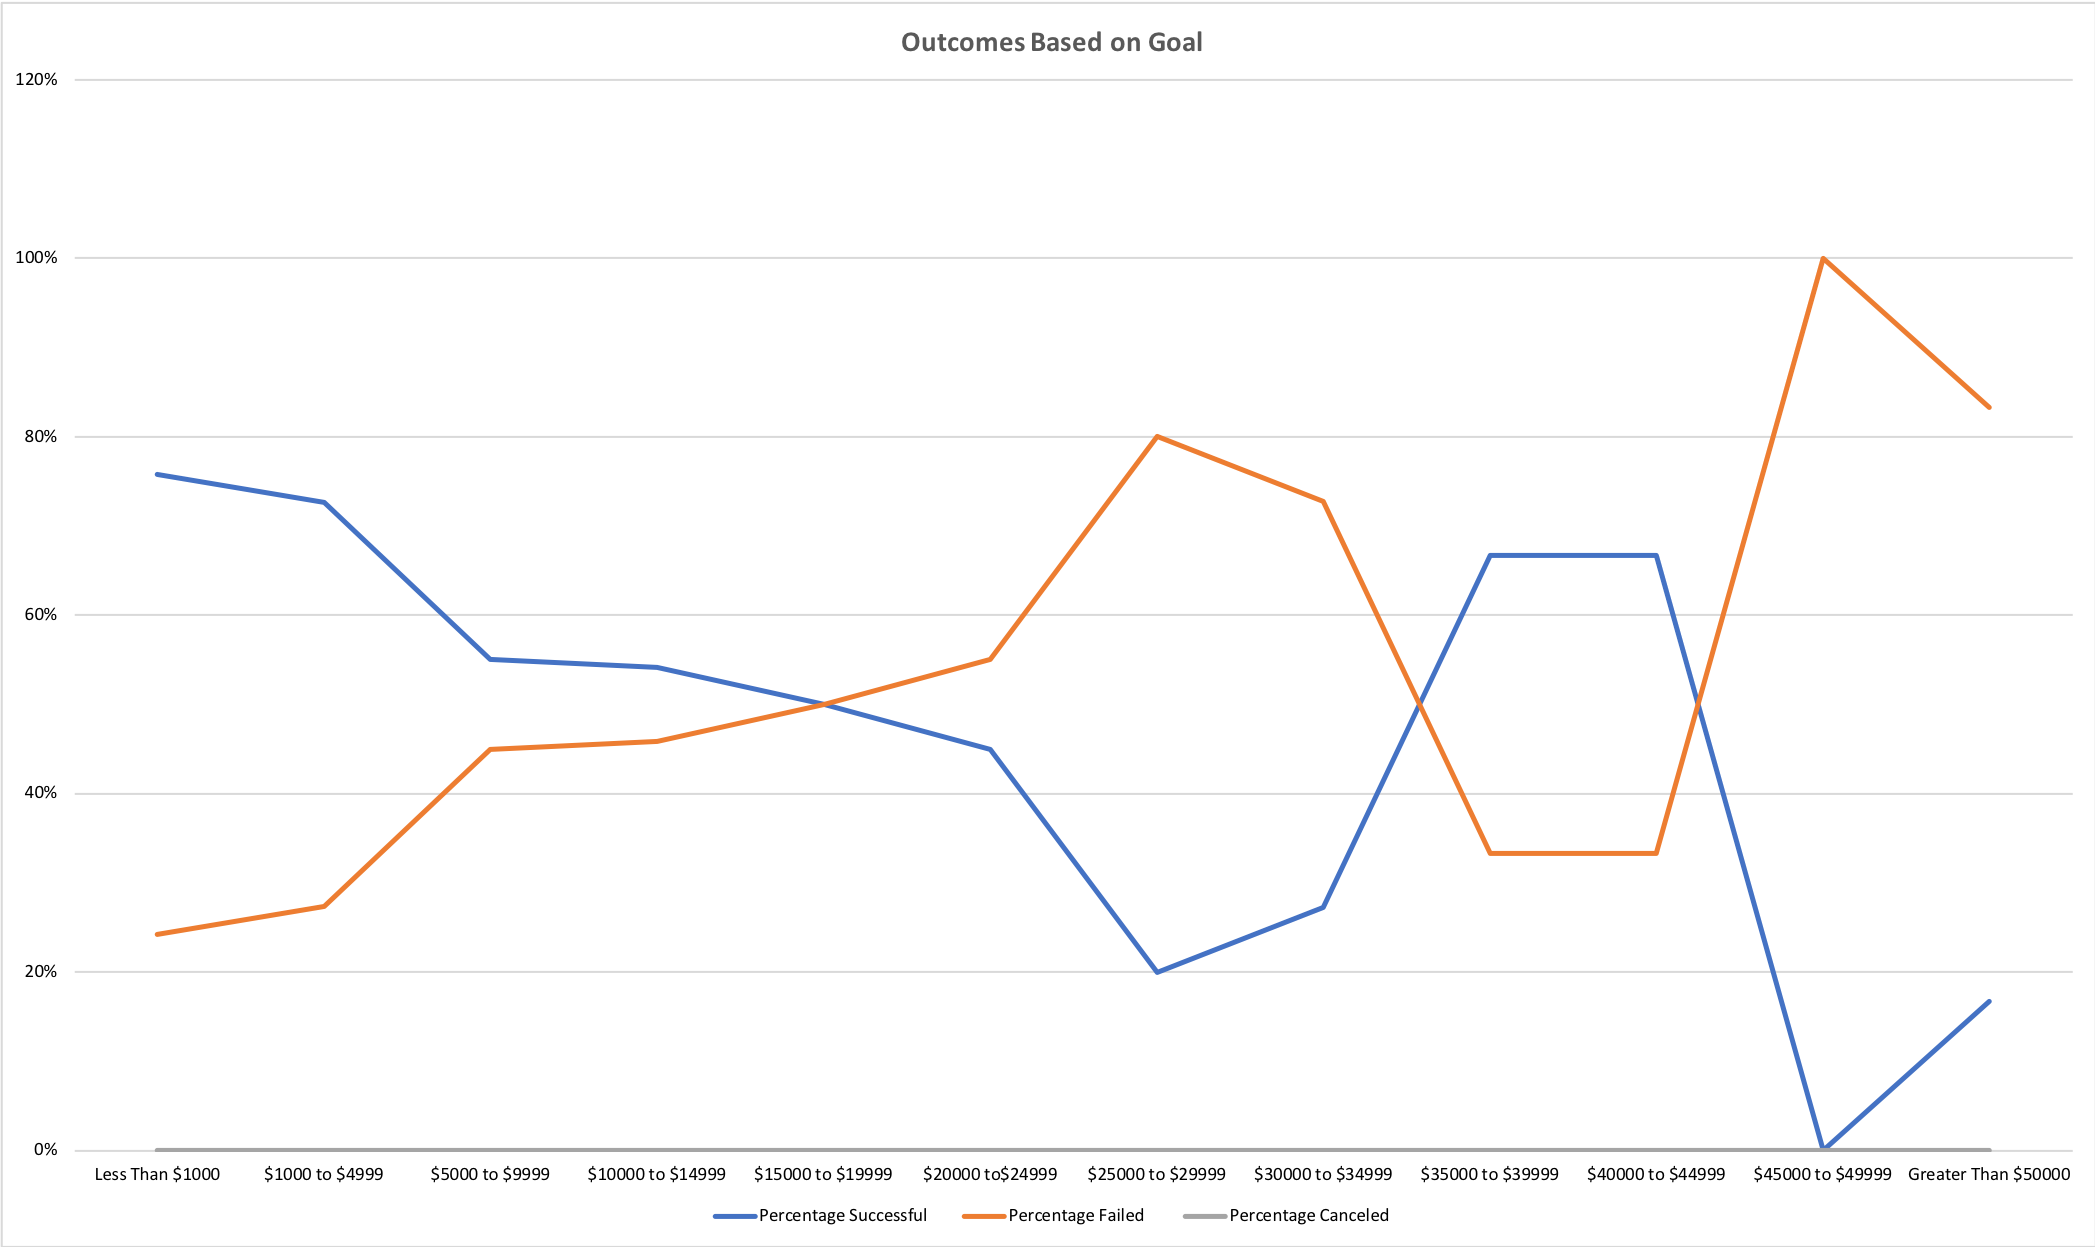 Outcomes Based on Goal
120%
100%
80%
60%
40%
20%
0%
Less Than $1000 $1000 to $4999 $5000 to $9999 $10000 to $14999 $15000 to $19999 $20000 to$24999 $25000 to $29999 $30000 to $34999 $35000 to $39999 $40000 to $44999 $45000 to $49999 Greater Than $50000
Percentage Successful Percentage Failed Percentage Canceled